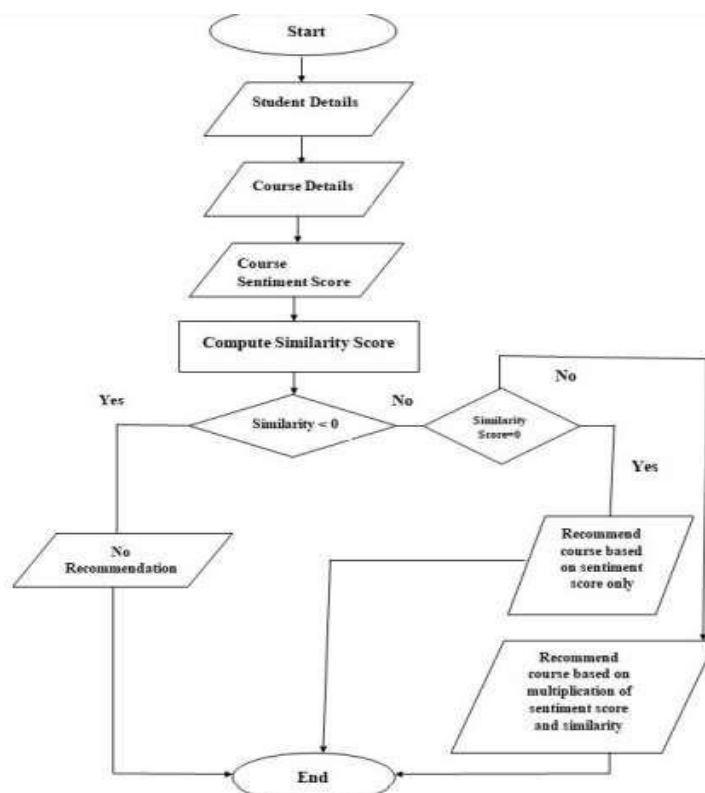 Start
Student Details
Course Details
Course
Sentiment Score
Compute Similarity Score
Yes
Similarity < 0
No
Similarity
Score=0
No
Yes
No
Recommendation
Recommend
course based
on sentiment
score only
Recommend
course based on
multiplication of
sentiment score
and similarity
End